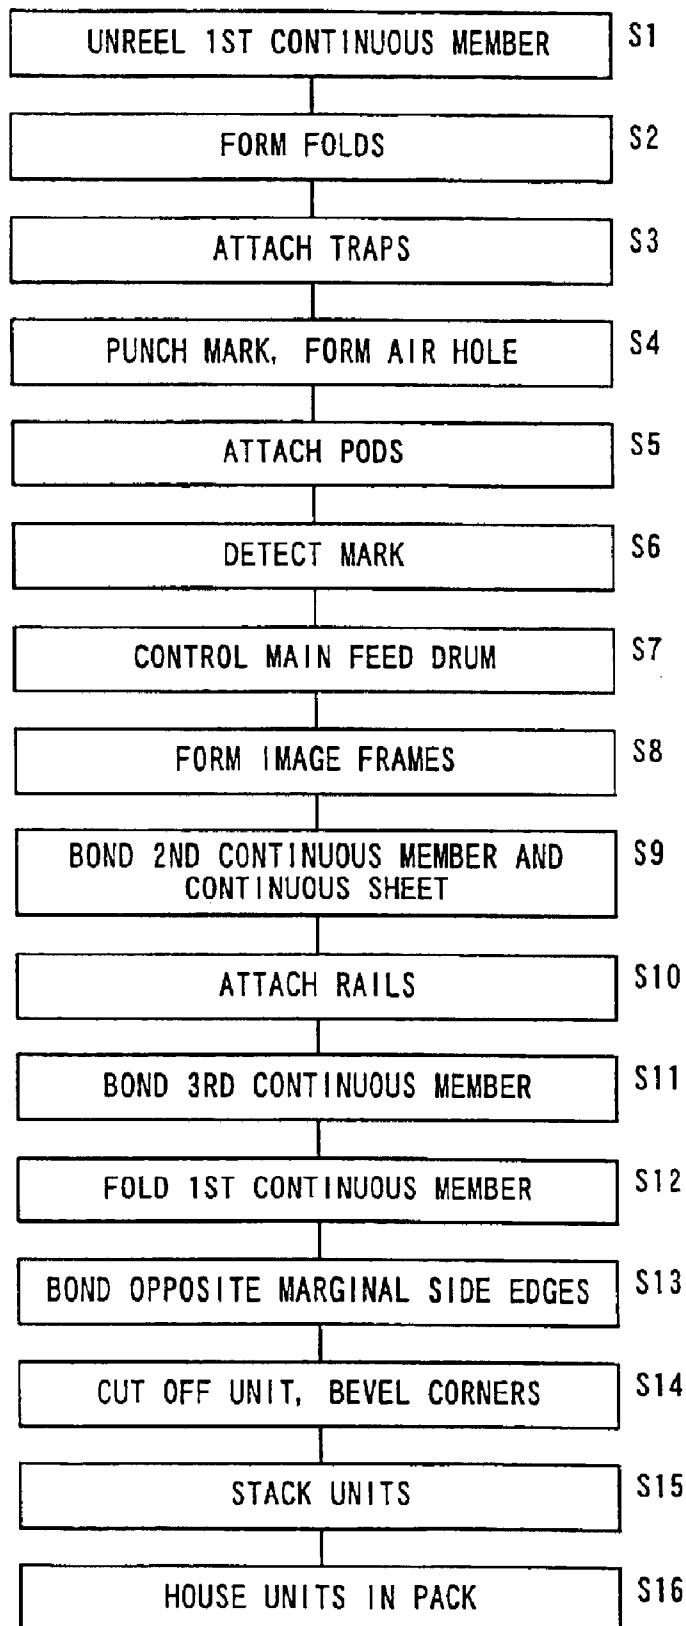 UNREEL 1ST CONTINUOUS MEMBER S1
FORM FOLDS S2
ATTACH TRAPS S3
PUNCH MARK, FORM AIR HOLE S4
ATTACH PODS S5
DETECT MARK S6
CONTROL MAIN FEED DRUM S7
FORM IMAGE FRAMES S8
BOND 2ND CONTINUOUS MEMBER AND S9
CONTINUOUS SHEET
ATTACH RAILS S10
BOND 3RD CONTINUOUS MEMBER S11
FOLD 1ST CONTINUOUS MEMBER S12
BOND OPPOSITE MARGINAL SIDE EDGES S13
CUT OFF UNIT, BEVEL CORNERS S14
STACK UNITS S15
HOUSE UNITS IN PACK S16